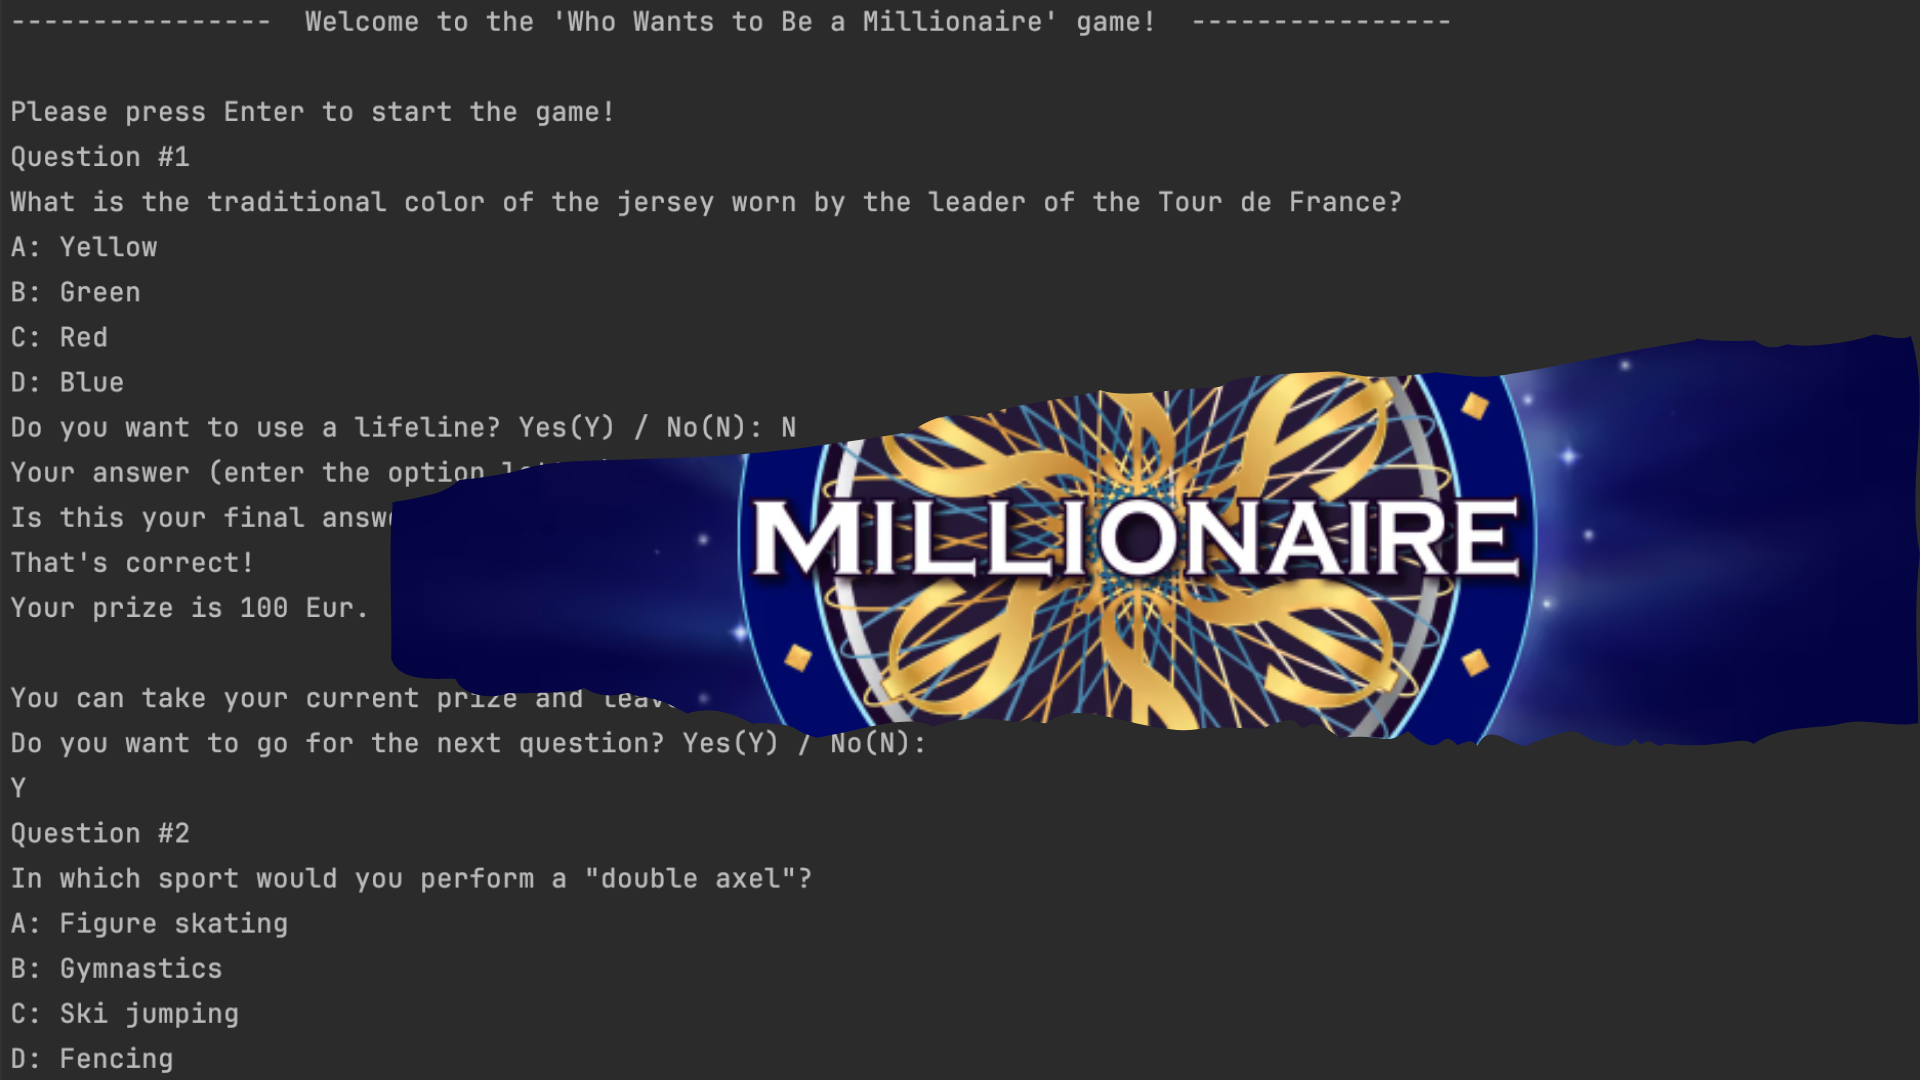 ---------------- Welcome to the 'Who Wants to Be a Millionaire' game! ----------------
Please press Enter to start the game!
Question #1
What is the traditional color of the jersey worn by the leader of the Tour de France?
A: Yellow
B: Green
C: Red
D: Blue
Do you want to use a lifeline? Yes(Y) / No(N): N
Your answer (enter the option
Is this your final
That's correct!
Your prize is 100 Eur.
MILLIONAIRE
You can take your current prize and
Do you want to go for the next question? Yes(Y) / No(N):
Y
Question #2
In which sport would you perform a "double axel"?
A: Figure skating
B: Gymnastics
C: Ski jumping
D: Fencing